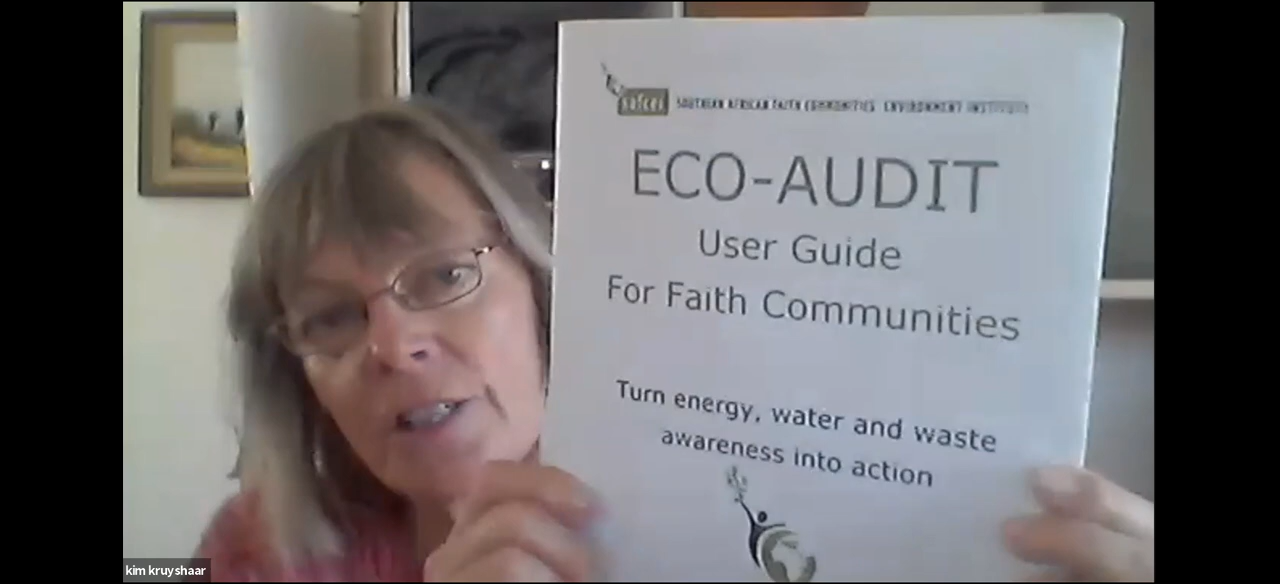 safcei SOUTHERN AFRICAN FAITH COMMUNITIES ENVIRONMENT INSTITUTE
ECO-AUDIT
User Guide
For Faith Communities
Turn energy, water and waste
awareness into action
kim kruyshaar